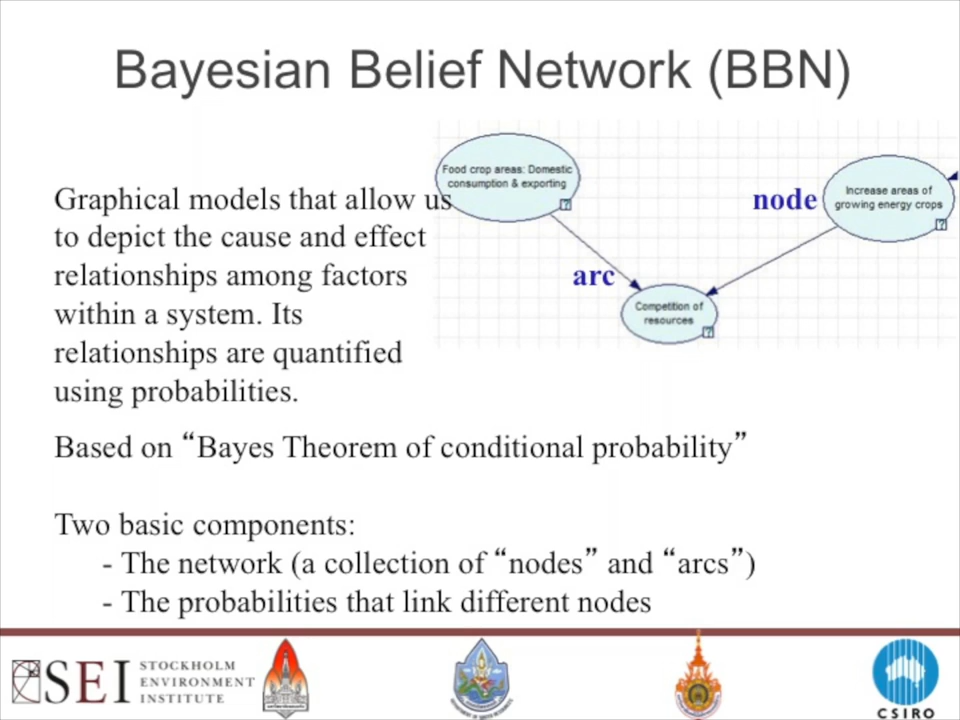 Bayesian Belief Network (BBN)
Food crop areas: Domestic
consumption & exporting
?
node
Increase areas of
growing energy crops
?
arc
Competition of
resources
?
Graphical models that allow us
to depict the cause and effect
relationships among factors
within a system. Its
relationships are quantified
using probabilities.
Based on “Bayes Theorem of conditional probability”
Two basic components:
- The network (a collection of “nodes” and “arcs”)
- The probabilities that link different nodes
SEI
STOCKHOLM
ENVIRONMENT
INSTITUTE
CSIRO